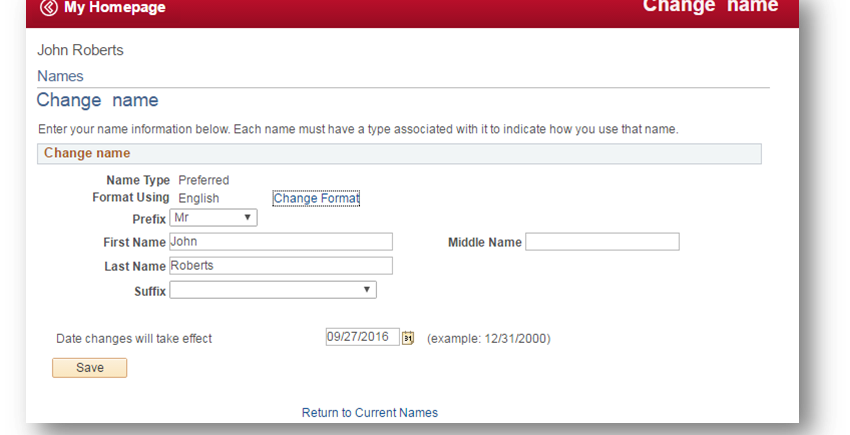 My Homepage Change name
John Roberts
Names
Change name
Enter your name information below. Each name must have a type associated with it to indicate how you use that name.
Change name
Name Type Preferred
Format Using English Change Format
Prefix Mr
First Name John Middle Name
Last Name Roberts
Suffix
Date changes will take effect 09/27/2016 31 (example: 12/31/2000)
Save
Return to Current Names